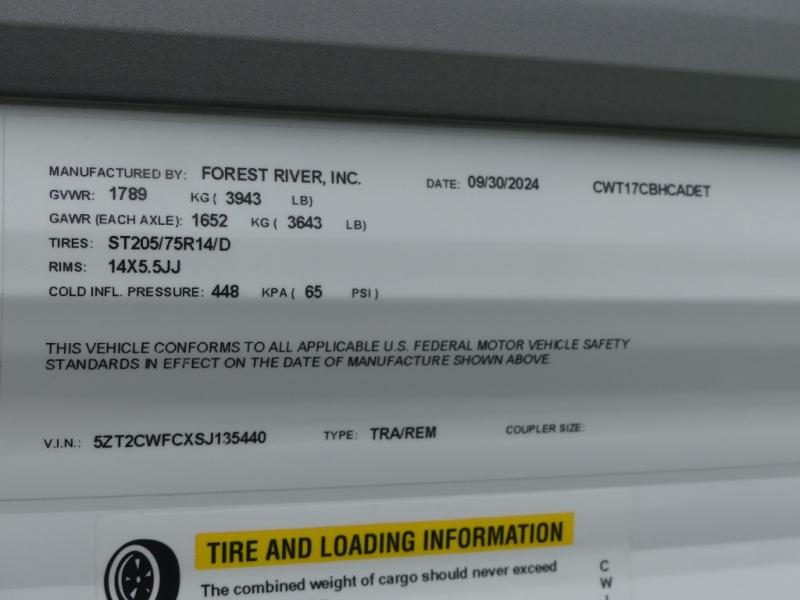 MANUFACTURED BY: FOREST RIVER, INC. DATE: 09/30/2024 CWT17CBHCADET
GVWR: 1789 KG ( 3943 LB)
GAWR (EACH AXLE): 1652 KG ( 3643 LB)
TIRES: ST205/75R14/D
RIMS: 14X5.5JJ
COLD INFL. PRESSURE: 448 KPA ( 65 PSI )
THIS VEHICLE CONFORMS TO ALL APPLICABLE U.S. FEDERAL MOTOR VEHICLE SAFETY
STANDARDS IN EFFECT ON THE DATE OF MANUFACTURE SHOWN ABOVE.
V.I.N.: 5ZT2CWFCXSJ135440 TYPE: TRA/REM COUPLER SIZE:
TIRE AND LOADING INFORMATION
The combined weight of cargo should never exceed
C
W